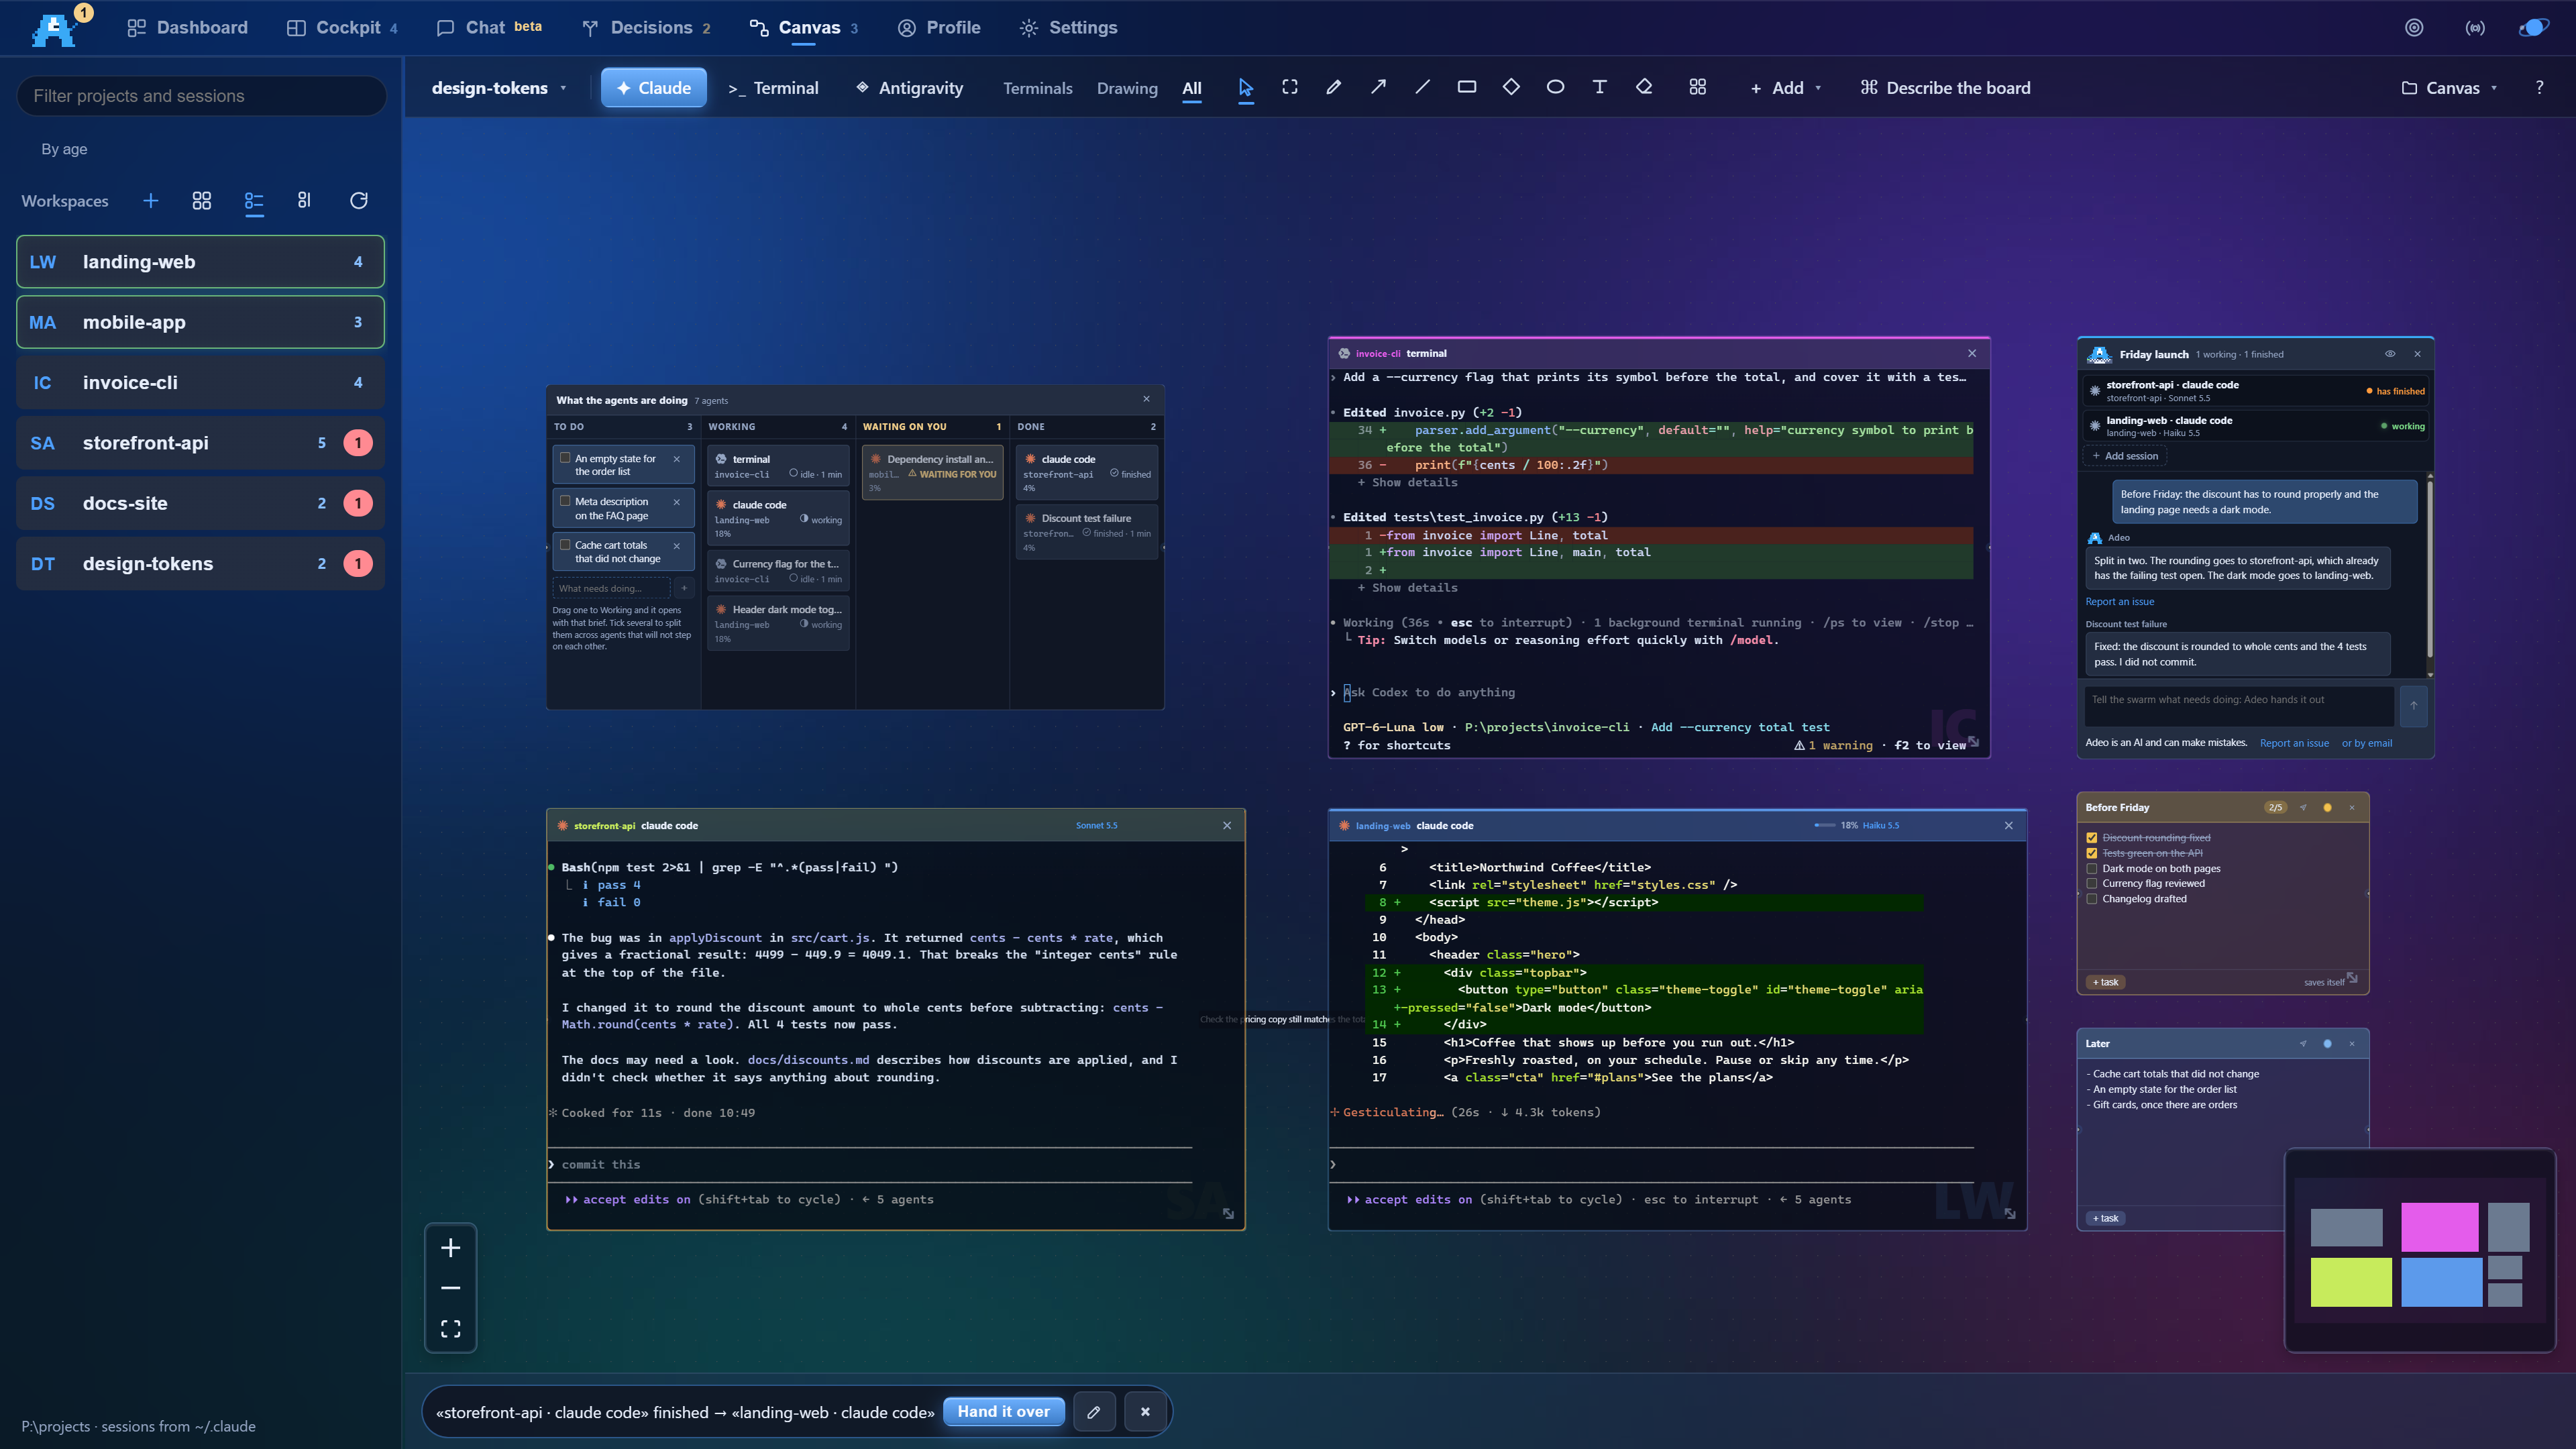 1
Dashboard
Cockpit 4
Chat beta
Decisions 2
Canvas 3
Profile
Settings
Filter projects and sessions
By age
Workspaces
LW landing-web 4
MA mobile-app 3
IC invoice-cli 4
SA storefront-api 5 1
DS docs-site 2 1
DT design-tokens 2 1
P:\projects · sessions from ~/.claude
design-tokens
Claude
>_ Terminal
Antigravity
Terminals
Drawing
All
+ Add
Describe the board
Canvas
?
What the agents are doing 7 agents
TO DO 3
An empty state for
the order list
Meta description
on the FAQ page
Cache cart totals
that did not change
What needs doing...
+
Drag one to Working and it opens
with that brief. Tick several to split
them across agents that will not step
on each other.
WORKING 4
terminal
invoice-cli idle · 1 min
claude code
landing-web working
18%
Currency flag for the t...
invoice-cli idle · 1 min
Header dark mode tog...
landing-web working
18%
WAITING ON YOU 1
Dependency install an...
mobil... WAITING FOR YOU
3%
DONE 2
claude code
storefront-api finished
4%
Discount test failure
storefron... finished · 1 min
4%
invoice-cli terminal
› Add a --currency flag that prints its symbol before the total, and cover it with a tes…
• Edited invoice.py (+2 -1)
34 + parser.add_argument("--currency", default="", help="currency symbol to print b
efore the total")
36 - print(f"{cents / 100:.2f}")
+ Show details
• Edited tests\test_invoice.py (+13 -1)
1 -from invoice import Line, total
1 +from invoice import Line, main, total
2 +
+ Show details
• Working (36s • esc to interrupt) · 1 background terminal running · /ps to view · /stop …
└ Tip: Switch models or reasoning effort quickly with /model.
› Ask Codex to do anything
GPT-6-Luna low · P:\projects\invoice-cli · Add --currency total test
? for shortcuts
⚠ 1 warning · f2 to view
IC
Friday launch 1 working · 1 finished
storefront-api · claude code
storefront-api · Sonnet 5.5
has finished
landing-web · claude code
landing-web · Haiku 5.5
working
+ Add session
Before Friday: the discount has to round properly and the
landing page needs a dark mode.
Adeo
Split in two. The rounding goes to storefront-api, which already
has the failing test open. The dark mode goes to landing-web.
Report an issue
Discount test failure
Fixed: the discount is rounded to whole cents and the 4 tests
pass. I did not commit.
Tell the swarm what needs doing: Adeo hands it out
Adeo is an AI and can make mistakes. Report an issue or by email
storefront-api claude code Sonnet 5.5
Bash(npm test 2>&1 | grep -E "^.*(pass|fail) ")
ℹ pass 4
ℹ fail 0
The bug was in applyDiscount in src/cart.js. It returned cents - cents * rate, which
gives a fractional result: 4499 - 449.9 = 4049.1. That breaks the "integer cents" rule
at the top of the file.
I changed it to round the discount amount to whole cents before subtracting: cents -
Math.round(cents * rate). All 4 tests now pass.
The docs may need a look. docs/discounts.md describes how discounts are applied, and I
didn't check whether it says anything about rounding.
Cooked for 11s · done 10:49
❯ commit this
accept edits on (shift+tab to cycle) · ← 5 agents
SA
Check the pricing copy still matches the tota
landing-web claude code 18% Haiku 5.5
>
6 <title>Northwind Coffee</title>
7 <link rel="stylesheet" href="styles.css" />
8 + <script src="theme.js"></script>
9 </head>
10 <body>
11 <header class="hero">
12 + <div class="topbar">
13 + <button type="button" class="theme-toggle" id="theme-toggle" aria
+-pressed="false">Dark mode</button>
14 + </div>
15 <h1>Coffee that shows up before you run out.</h1>
16 <p>Freshly roasted, on your schedule. Pause or skip any time.</p>
17 <a class="cta" href="#plans">See the plans</a>
Gesticulating… (26s · ↓ 4.3k tokens)
❯
accept edits on (shift+tab to cycle) · esc to interrupt · ← 5 agents
LW
Before Friday 2/5
Discount rounding fixed
Tests green on the API
Dark mode on both pages
Currency flag reviewed
Changelog drafted
+ task
saves itself
Later
- Cache cart totals that did not change
- An empty state for the order list
- Gift cards, once there are orders
+ task
«storefront-api · claude code» finished → «landing-web · claude code»
Hand it over